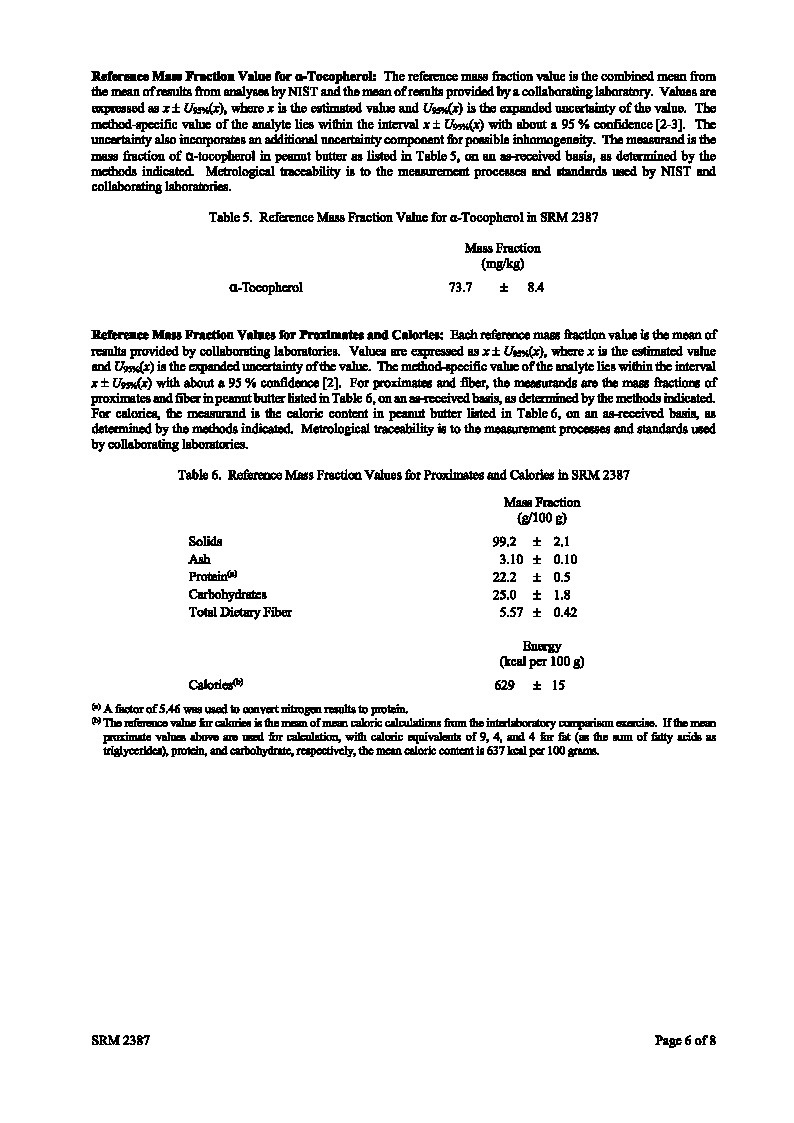 Reference Mass Fraction Value for α-Tocopherol: The reference mass fraction value is the combined mean from
the mean of results from analyses by NIST and the mean of results provided by a collaborating laboratory. Values are
expressed as x ± U95%(x), where x is the estimated value and U95%(x) is the expanded uncertainty of the value. The
method-specific value of the analyte lies within the interval x ± U95%(x) with about a 95 % confidence [2-3]. The
uncertainty also incorporates an additional uncertainty component for possible inhomogeneity. The measurand is the
mass fraction of α-tocopherol in peanut butter as listed in Table 5, on an as-received basis, as determined by the
methods indicated. Metrological traceability is to the measurement processes and standards used by NIST and
collaborating laboratories.
Table 5. Reference Mass Fraction Value for α-Tocopherol in SRM 2387
Mass Fraction
(mg/kg)
α-Tocopherol 73.7 ± 8.4
Reference Mass Fraction Values for Proximates and Calories: Each reference mass fraction value is the mean of
results provided by collaborating laboratories. Values are expressed as x ± U95%(x), where x is the estimated value
and U95%(x) is the expanded uncertainty of the value. The method-specific value of the analyte lies within the interval
x ± U95%(x) with about a 95 % confidence [2]. For proximates and fiber, the measurands are the mass fractions of
proximates and fiber in peanut butter listed in Table 6, on an as-received basis, as determined by the methods indicated.
For calories, the measurand is the caloric content in peanut butter listed in Table 6, on an as-received basis, as
determined by the methods indicated. Metrological traceability is to the measurement processes and standards used
by collaborating laboratories.
Table 6. Reference Mass Fraction Values for Proximates and Calories in SRM 2387
Mass Fraction
(g/100 g)
Solids 99.2 ± 2.1
Ash 3.10 ± 0.10
Protein(a) 22.2 ± 0.5
Carbohydrates 25.0 ± 1.8
Total Dietary Fiber 5.57 ± 0.42
Energy
(kcal per 100 g)
Calories(b) 629 ± 15
(a) A factor of 5.46 was used to convert nitrogen results to protein.
(b) The reference value for calories is the mean of mean caloric calculations from the interlaboratory comparison exercise. If the mean
proximate values above are used for calculation, with caloric equivalents of 9, 4, and 4 for fat (as the sum of fatty acids as
triglycerides), protein, and carbohydrate, respectively, the mean caloric content is 637 kcal per 100 grams.
SRM 2387 Page 6 of 8